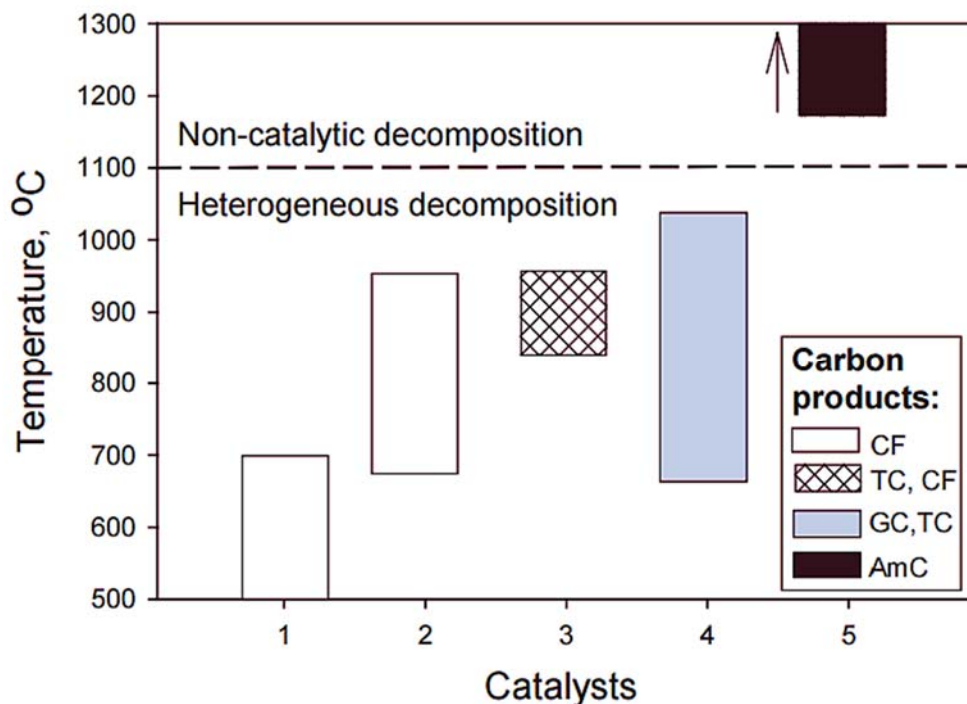 1300
1200
Non-catalytic decomposition
1100
Heterogeneous decomposition
1000
900
800
700
600
500
Temperature, ºC
Carbon
products:
CF
TC, CF
GC,TC
AmC
1 2 3 4 5
Catalysts